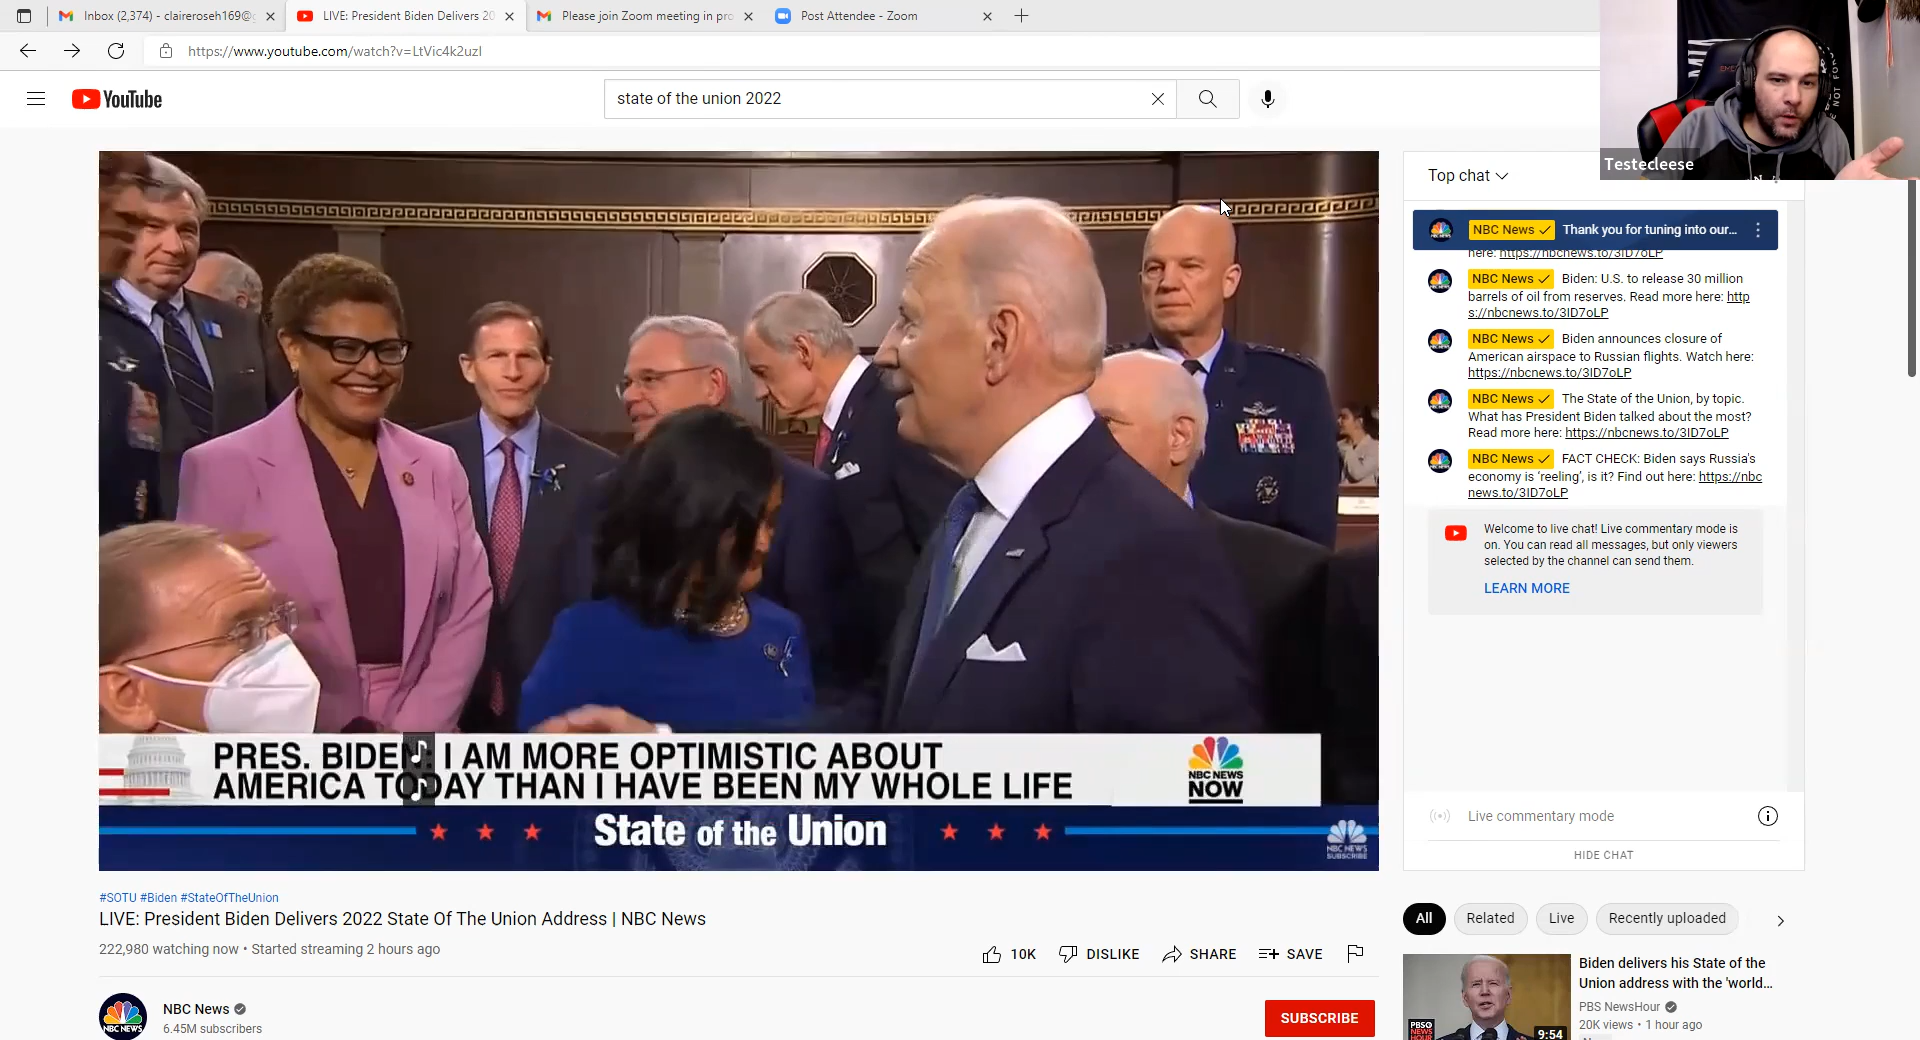 Inbox (2,374) - claireroseh169@g
LIVE: President Biden Delivers 20
Please join Zoom meeting in pro
Post Attendee - Zoom
https://www.youtube.com/watch?v=LtVic4k2uzI
YouTube
state of the union 2022
Testecleese
Top chat
NBC News Thank you for tuning into our...
here: https://nbcnews.to/3ID7oLP
NBC News Biden: U.S. to release 30 million
barrels of oil from reserves. Read more here: http
s://nbcnews.to/3ID7oLP
NBC News Biden announces closure of
American airspace to Russian flights. Watch here:
https://nbcnews.to/3ID7oLP
NBC News The State of the Union, by topic.
What has President Biden talked about the most?
Read more here: https://nbcnews.to/3ID7oLP
NBC News FACT CHECK: Biden says Russia's
economy is 'reeling', is it? Find out here: https://nbc
news.to/3ID7oLP
Welcome to live chat! Live commentary mode is
on. You can read all messages, but only viewers
selected by the channel can send them.
LEARN MORE
Live commentary mode
HIDE CHAT
PRES. BIDEN: I AM MORE OPTIMISTIC ABOUT
AMERICA TODAY THAN I HAVE BEEN MY WHOLE LIFE
NBC NEWS
NOW
State of the Union
NBC NEWS
SUBSCRIBE
#SOTU #Biden #StateOfTheUnion
LIVE: President Biden Delivers 2022 State Of The Union Address | NBC News
222,980 watching now • Started streaming 2 hours ago
10K DISLIKE SHARE SAVE
NBC NEWS
NBC News
6.45M subscribers
SUBSCRIBE
All Related Live Recently uploaded
Biden delivers his State of the
Union address with the 'world...
PBS NewsHour
20K views • 1 hour ago
PBS
NEWS
HOUR
9:54